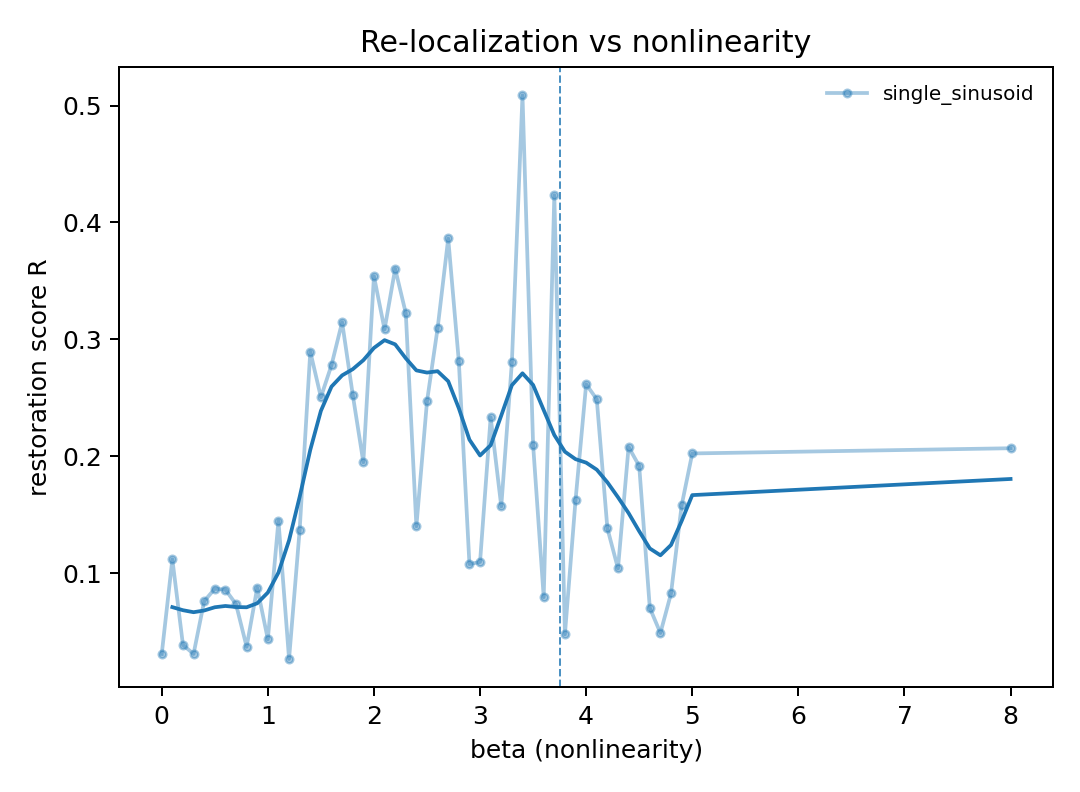 Re-localization vs nonlinearity
single_sinusoid
restoration score R
0.5
0.4
0.3
0.2
0.1
0 1 2 3 4 5 6 7 8
beta (nonlinearity)